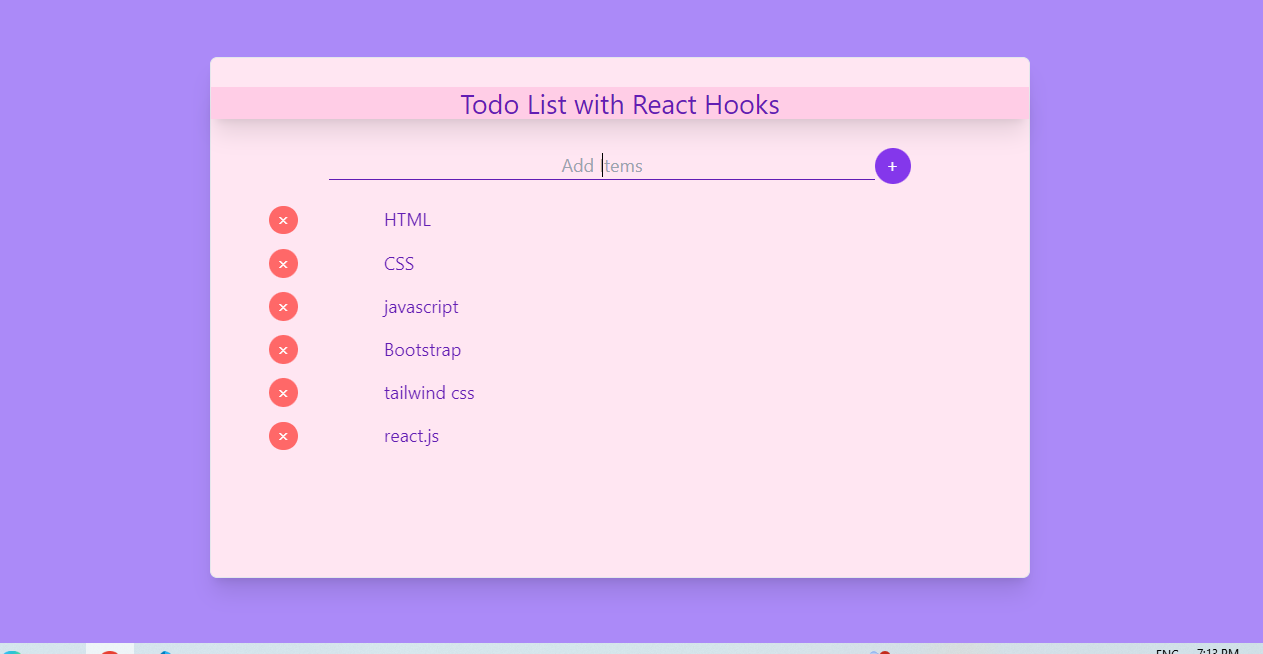 Todo List with React Hooks
Add Items
+
× HTML
× CSS
× javascript
× Bootstrap
× tailwind css
× react.js
ENG 7:13 PM